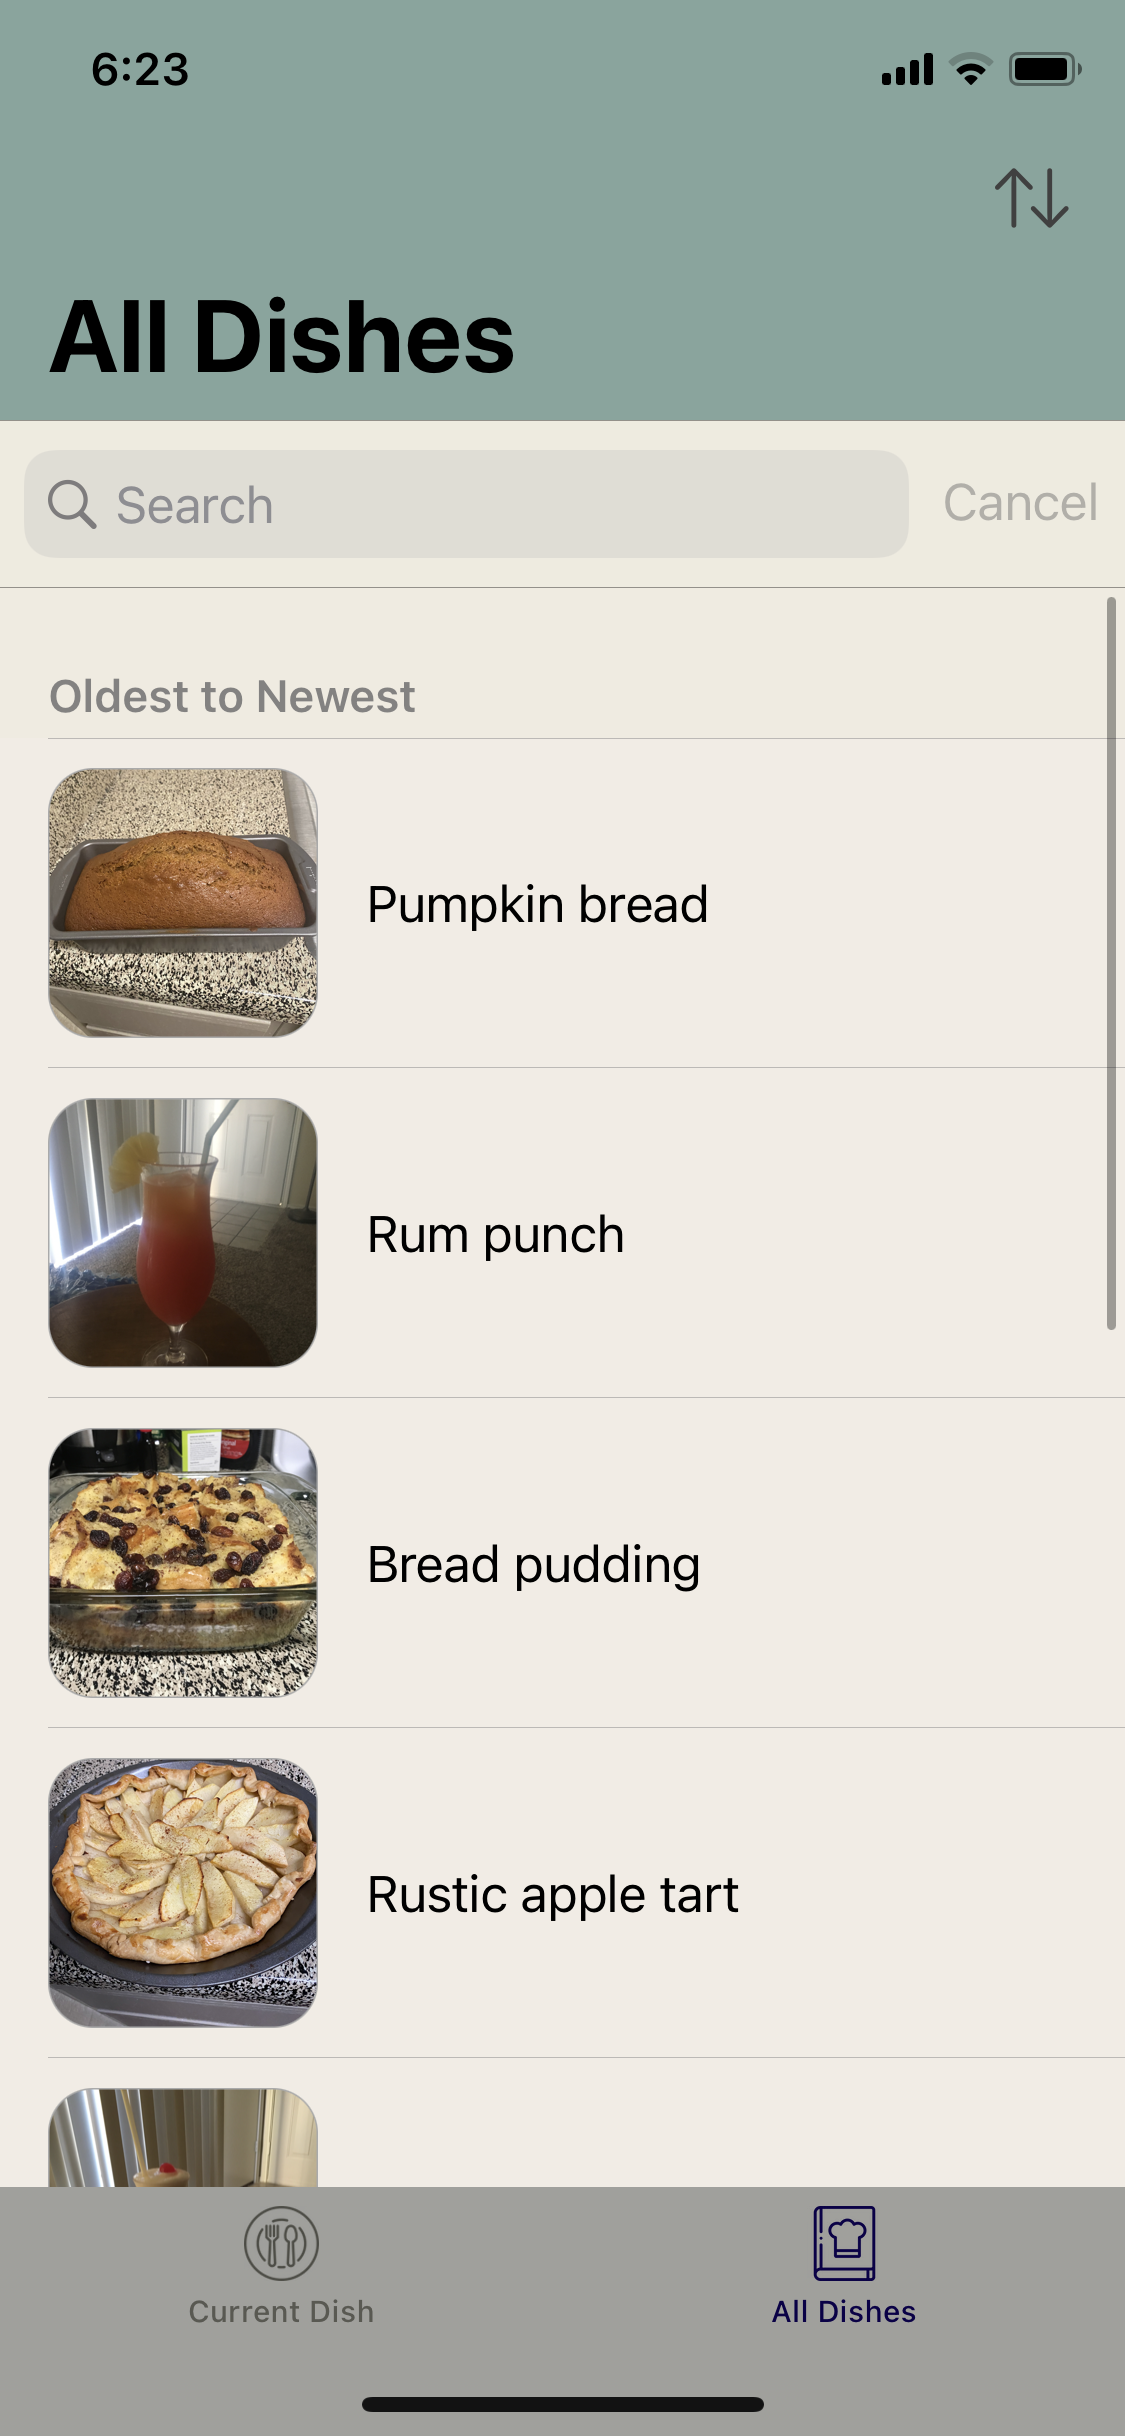 6:23
All Dishes
Search
Cancel
Oldest to Newest
Pumpkin bread
Rum punch
Bread pudding
Rustic apple tart
Current Dish
All Dishes